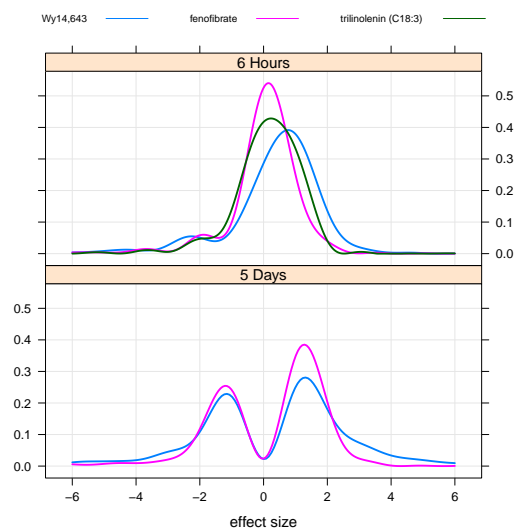 Wy14,643 fenofibrate trilinolenin (C18:3)
6 Hours
0.5
0.4
0.3
0.2
0.1
0.0
5 Days
0.5
0.4
0.3
0.2
0.1
0.0
−6 −4 −2 0 2 4 6
effect size